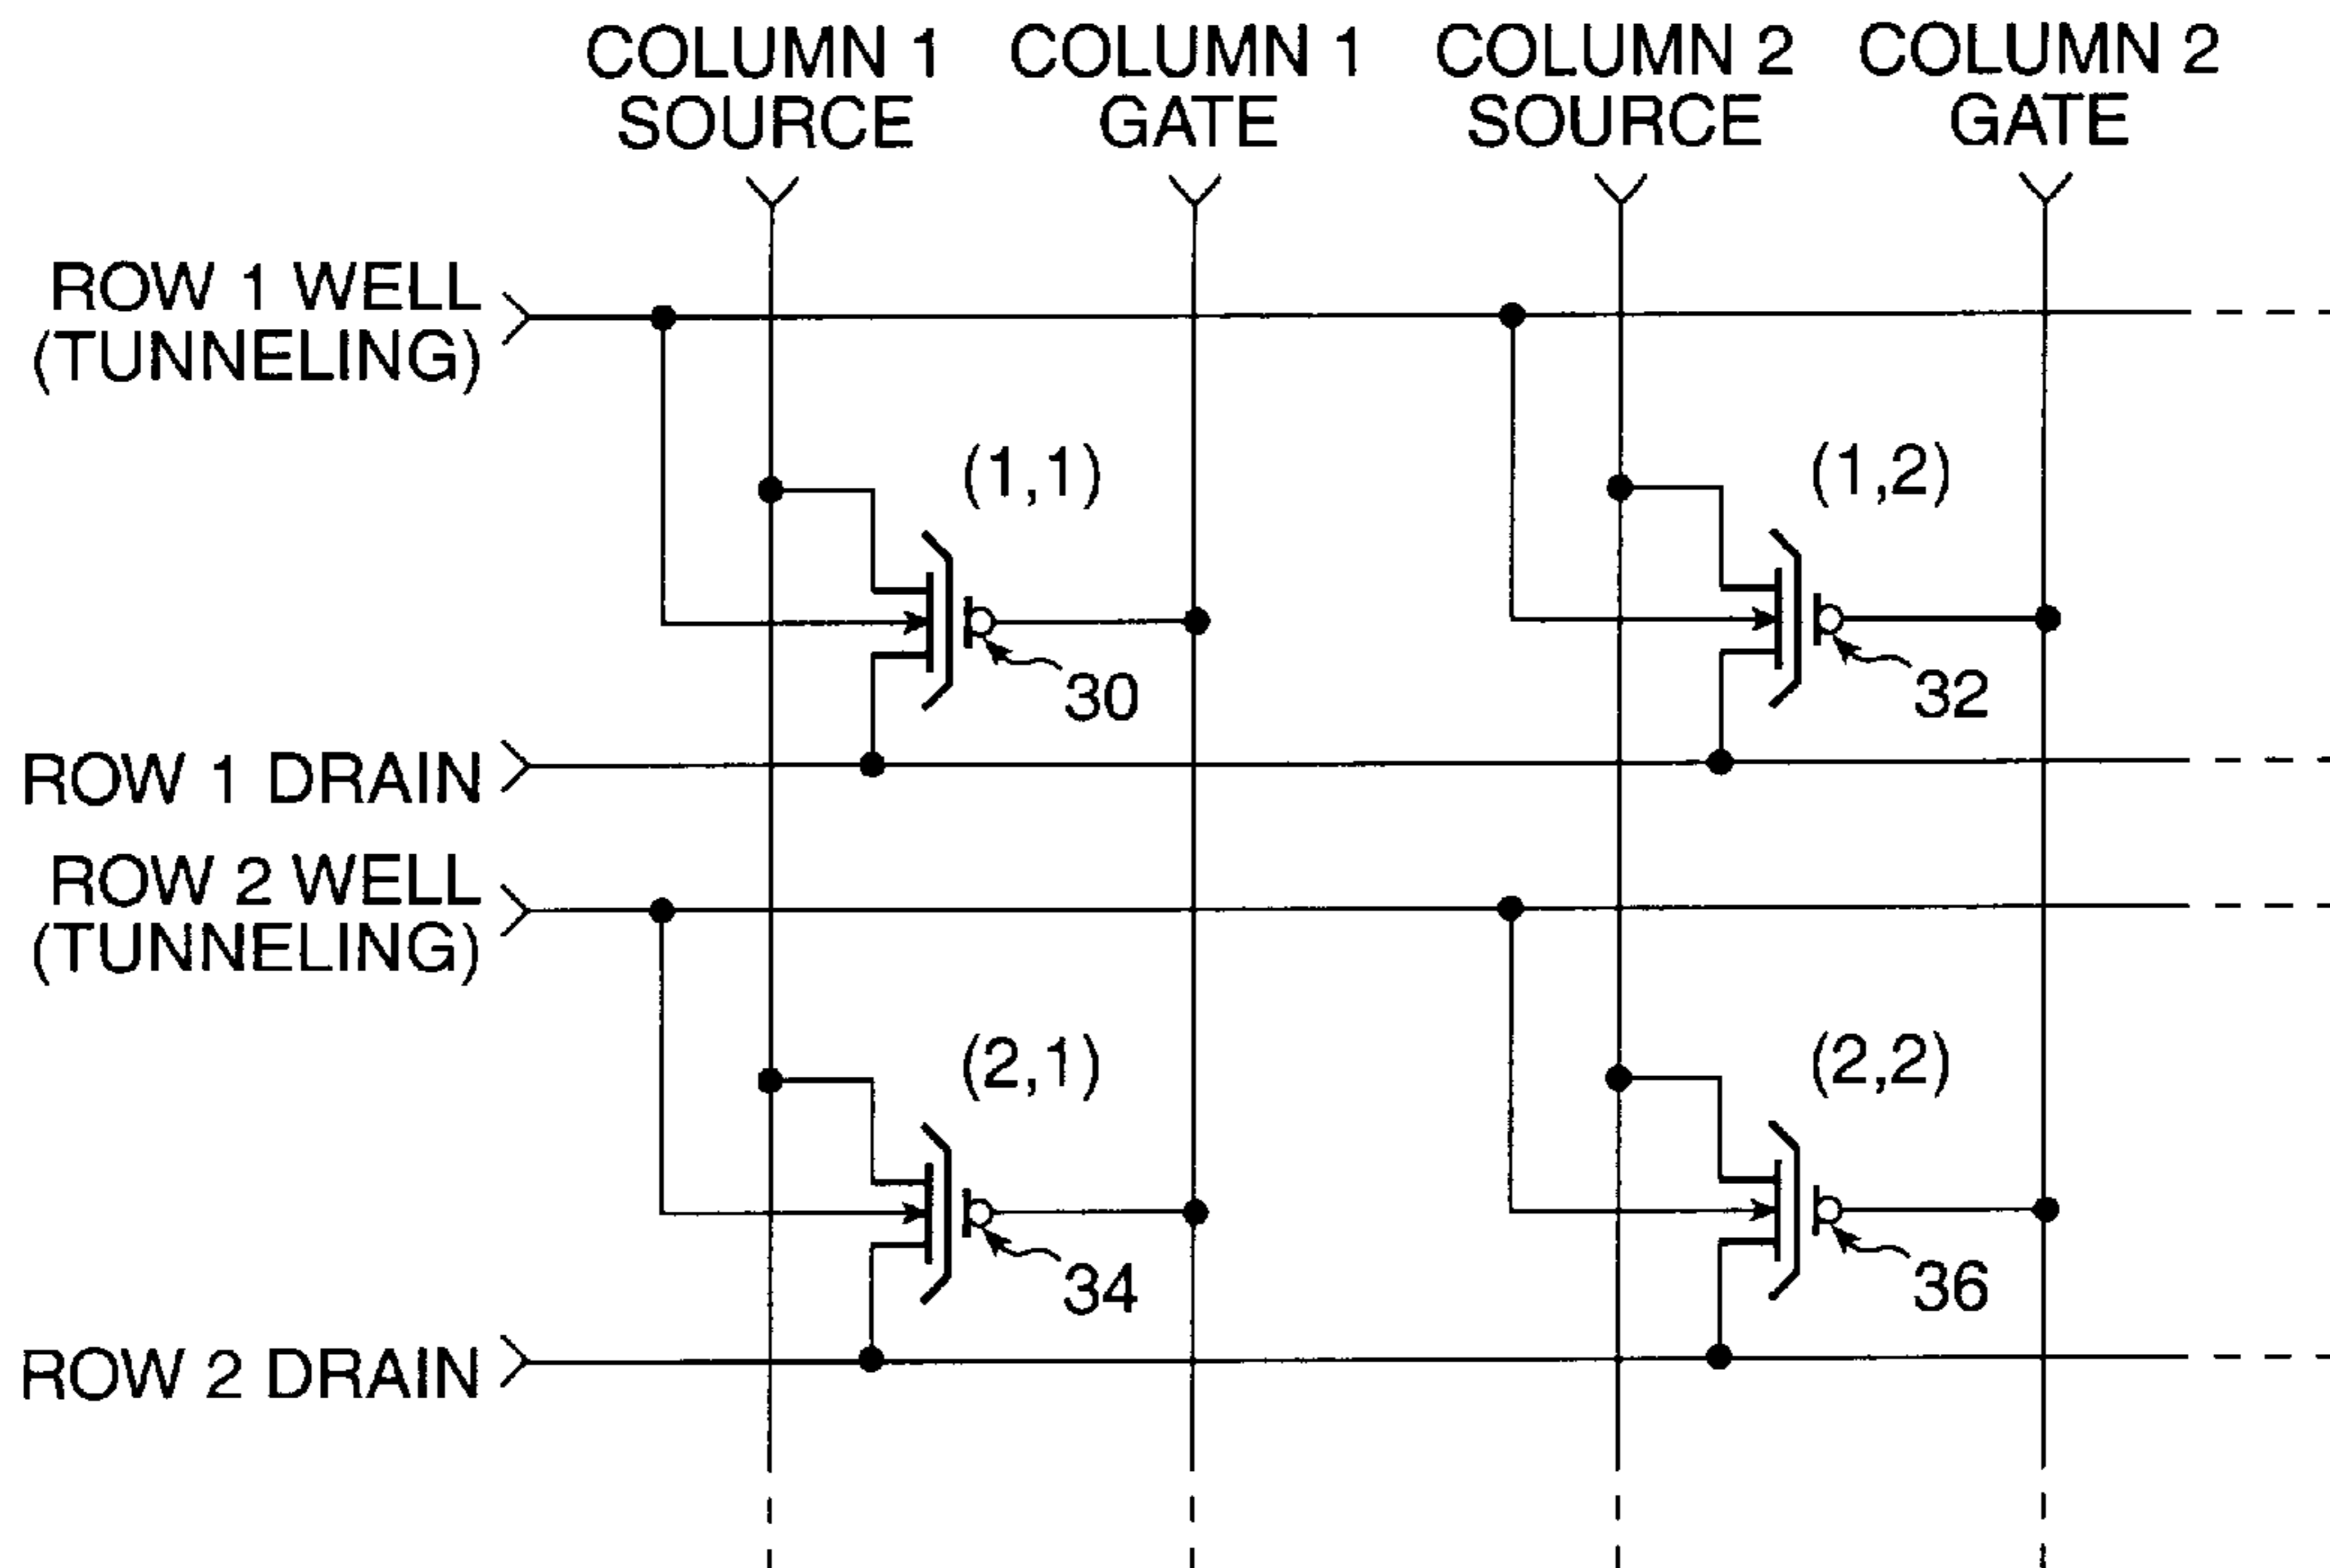 COLUMN 1
SOURCE
COLUMN 1
GATE
COLUMN 2
SOURCE
COLUMN 2
GATE
ROW 1 WELL
(TUNNELING)
(1,1)
(1,2)
30
32
ROW 1 DRAIN
ROW 2 WELL
(TUNNELING)
(2,1)
(2,2)
34
36
ROW 2 DRAIN